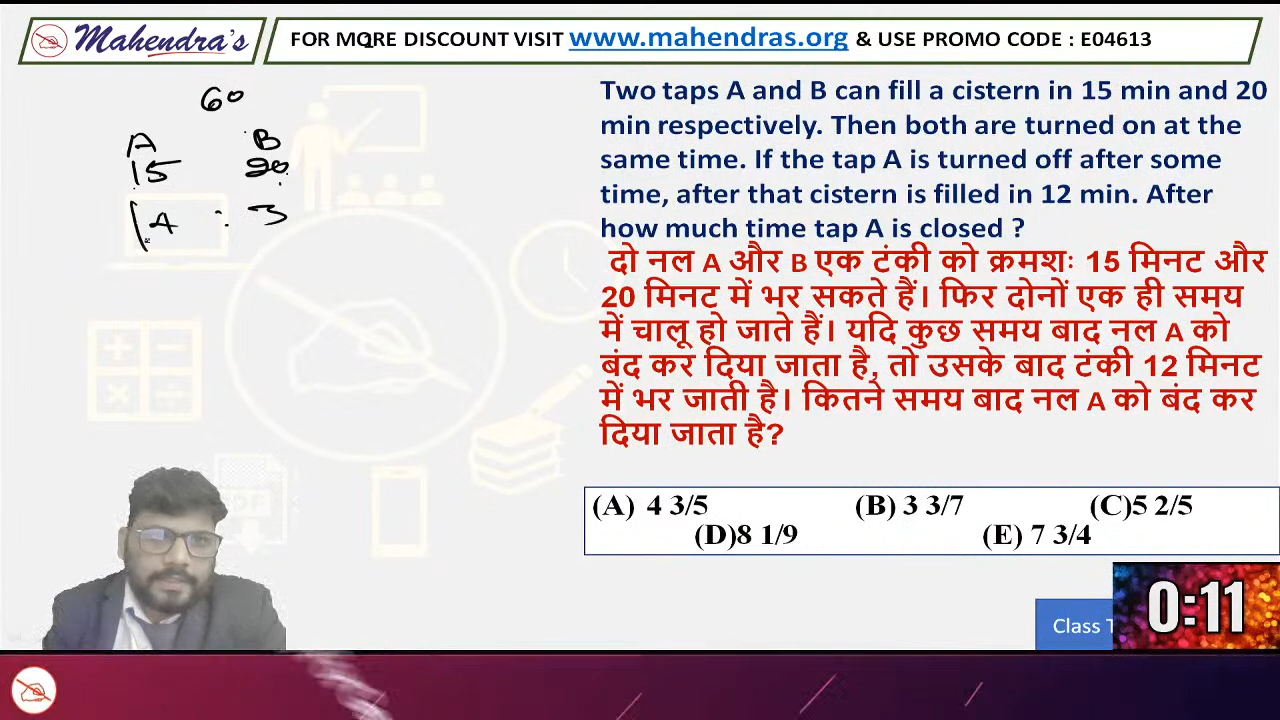 Mahendra's
FOR MORE DISCOUNT VISIT www.mahendras.org & USE PROMO CODE : E04613
60
A B
15 20
4 : 3
Two taps A and B can fill a cistern in 15 min and 20
min respectively. Then both are turned on at the
same time. If the tap A is turned off after some
time, after that cistern is filled in 12 min. After
how much time tap A is closed ?
दो नल A और B एक टंकी को क्रमशः 15 मिनट और
20 मिनट में भर सकते हैं। फिर दोनों एक ही समय
में चालू हो जाते हैं। यदि कुछ समय बाद नल A को
बंद कर दिया जाता है, तो उसके बाद टंकी 12 मिनट
में भर जाती है। कितने समय बाद नल A को बंद कर
दिया जाता है?
(A) 4 3/5 (B) 3 3/7 (C)5 2/5
(D)8 1/9 (E) 7 3/4
0:11
Class T